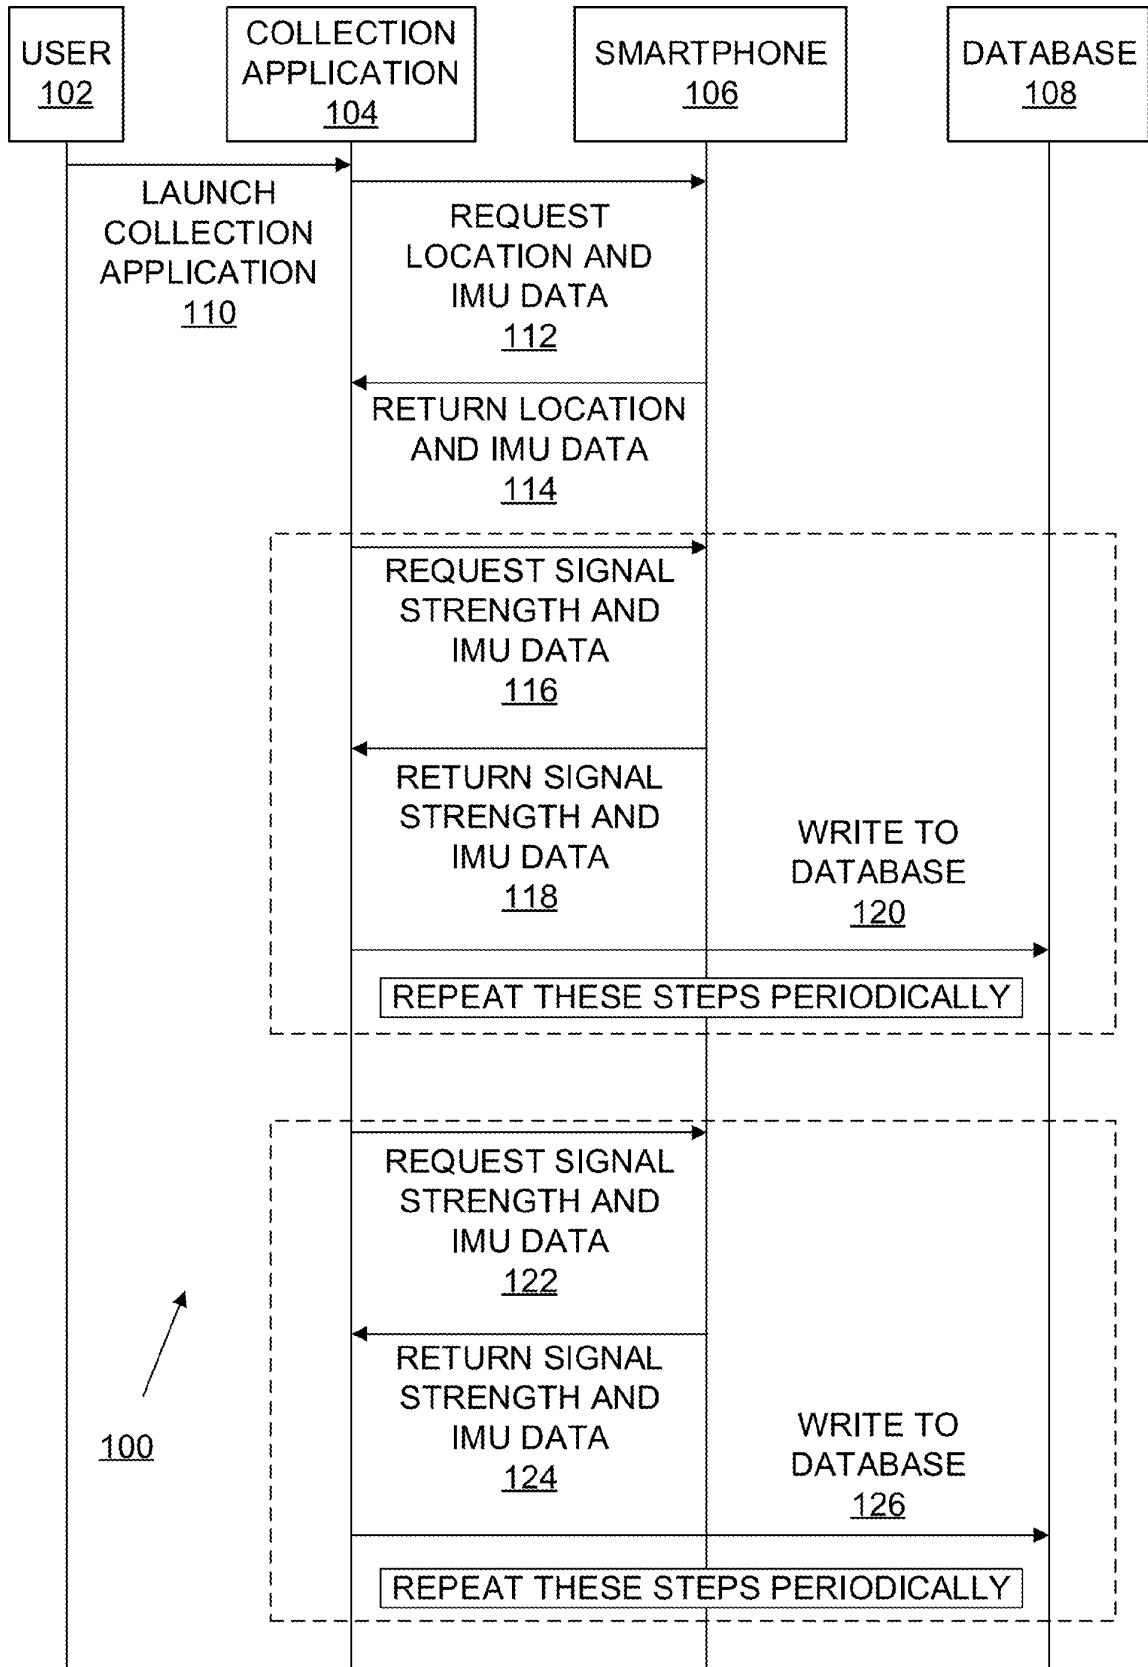 USER
102
COLLECTION
APPLICATION
104
SMARTPHONE
106
DATABASE
108
LAUNCH
COLLECTION
APPLICATION
110
REQUEST
LOCATION AND
IMU DATA
112
RETURN LOCATION
AND IMU DATA
114
REQUEST SIGNAL
STRENGTH AND
IMU DATA
116
RETURN SIGNAL
STRENGTH AND
IMU DATA
118
WRITE TO
DATABASE
120
REPEAT THESE STEPS PERIODICALLY
REQUEST SIGNAL
STRENGTH AND
IMU DATA
122
RETURN SIGNAL
STRENGTH AND
IMU DATA
124
WRITE TO
DATABASE
126
REPEAT THESE STEPS PERIODICALLY
100